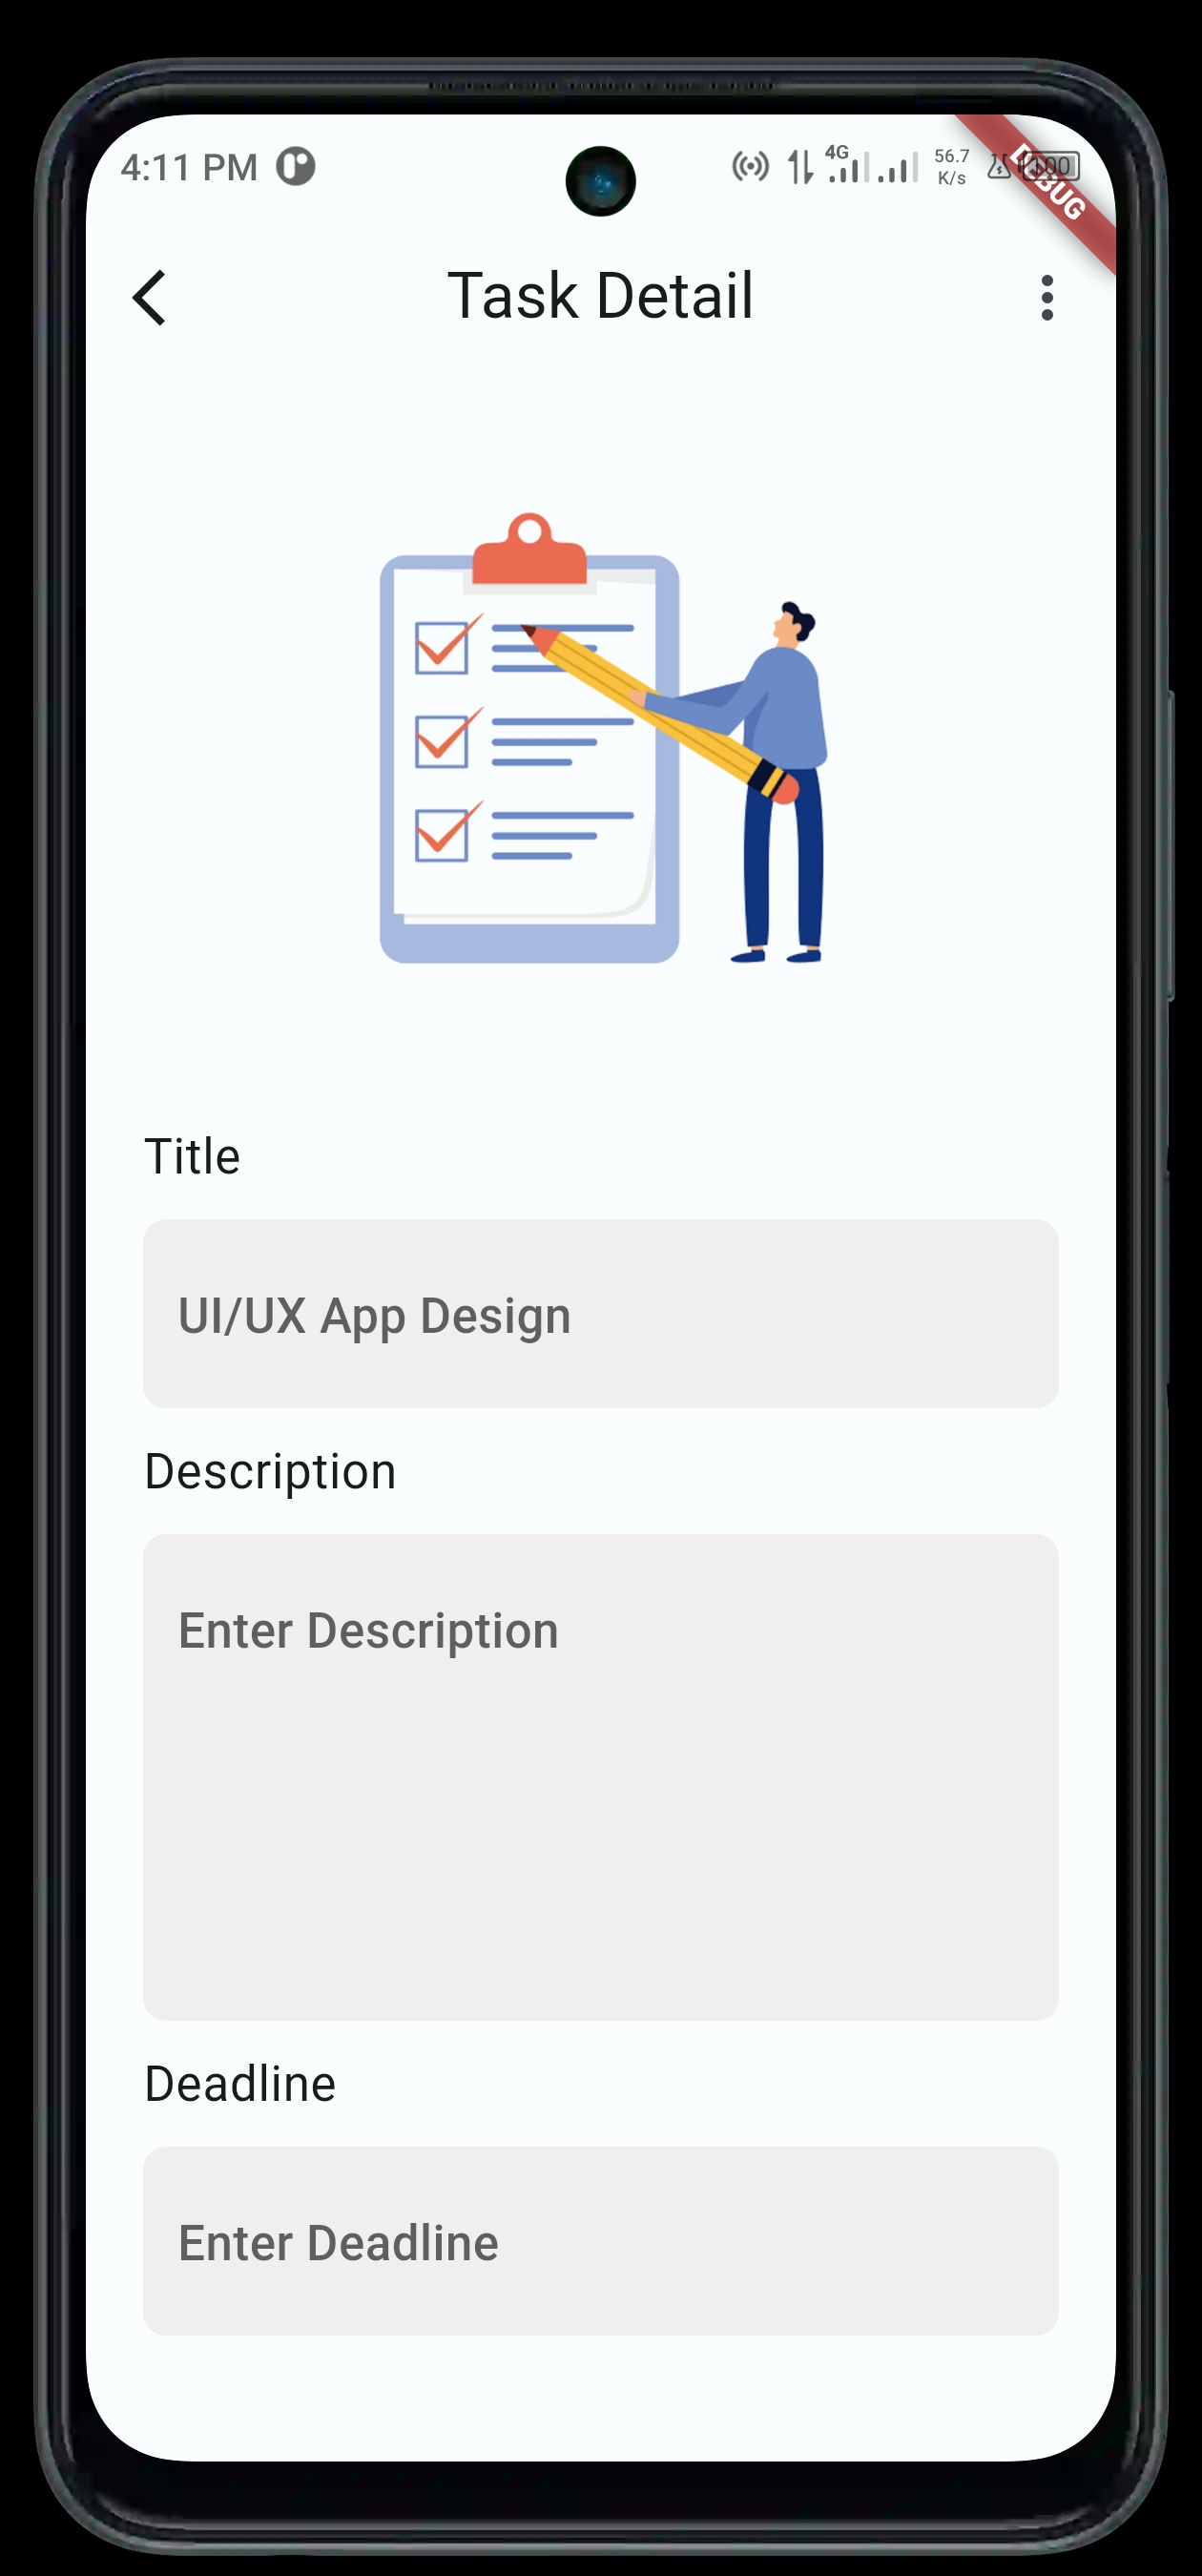 4:11 PM
4G
56.7
K/s
100
DEBUG
Task Detail
Title
UI/UX App Design
Description
Enter Description
Deadline
Enter Deadline